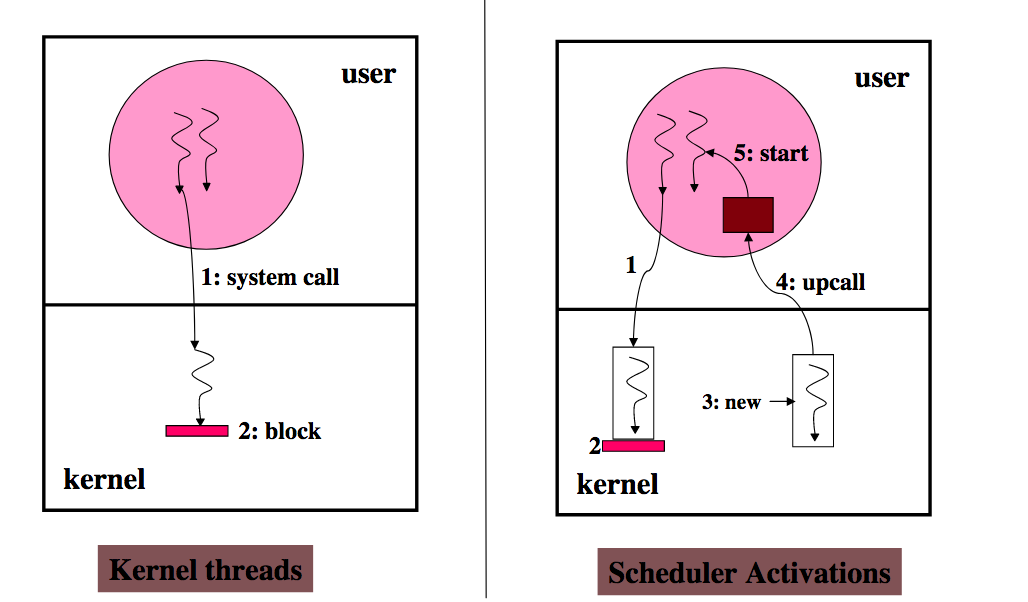 user
1: system call
2: block
kernel
Kernel threads
user
5: start
1
4: upcall
3: new
2
kernel
Scheduler Activations